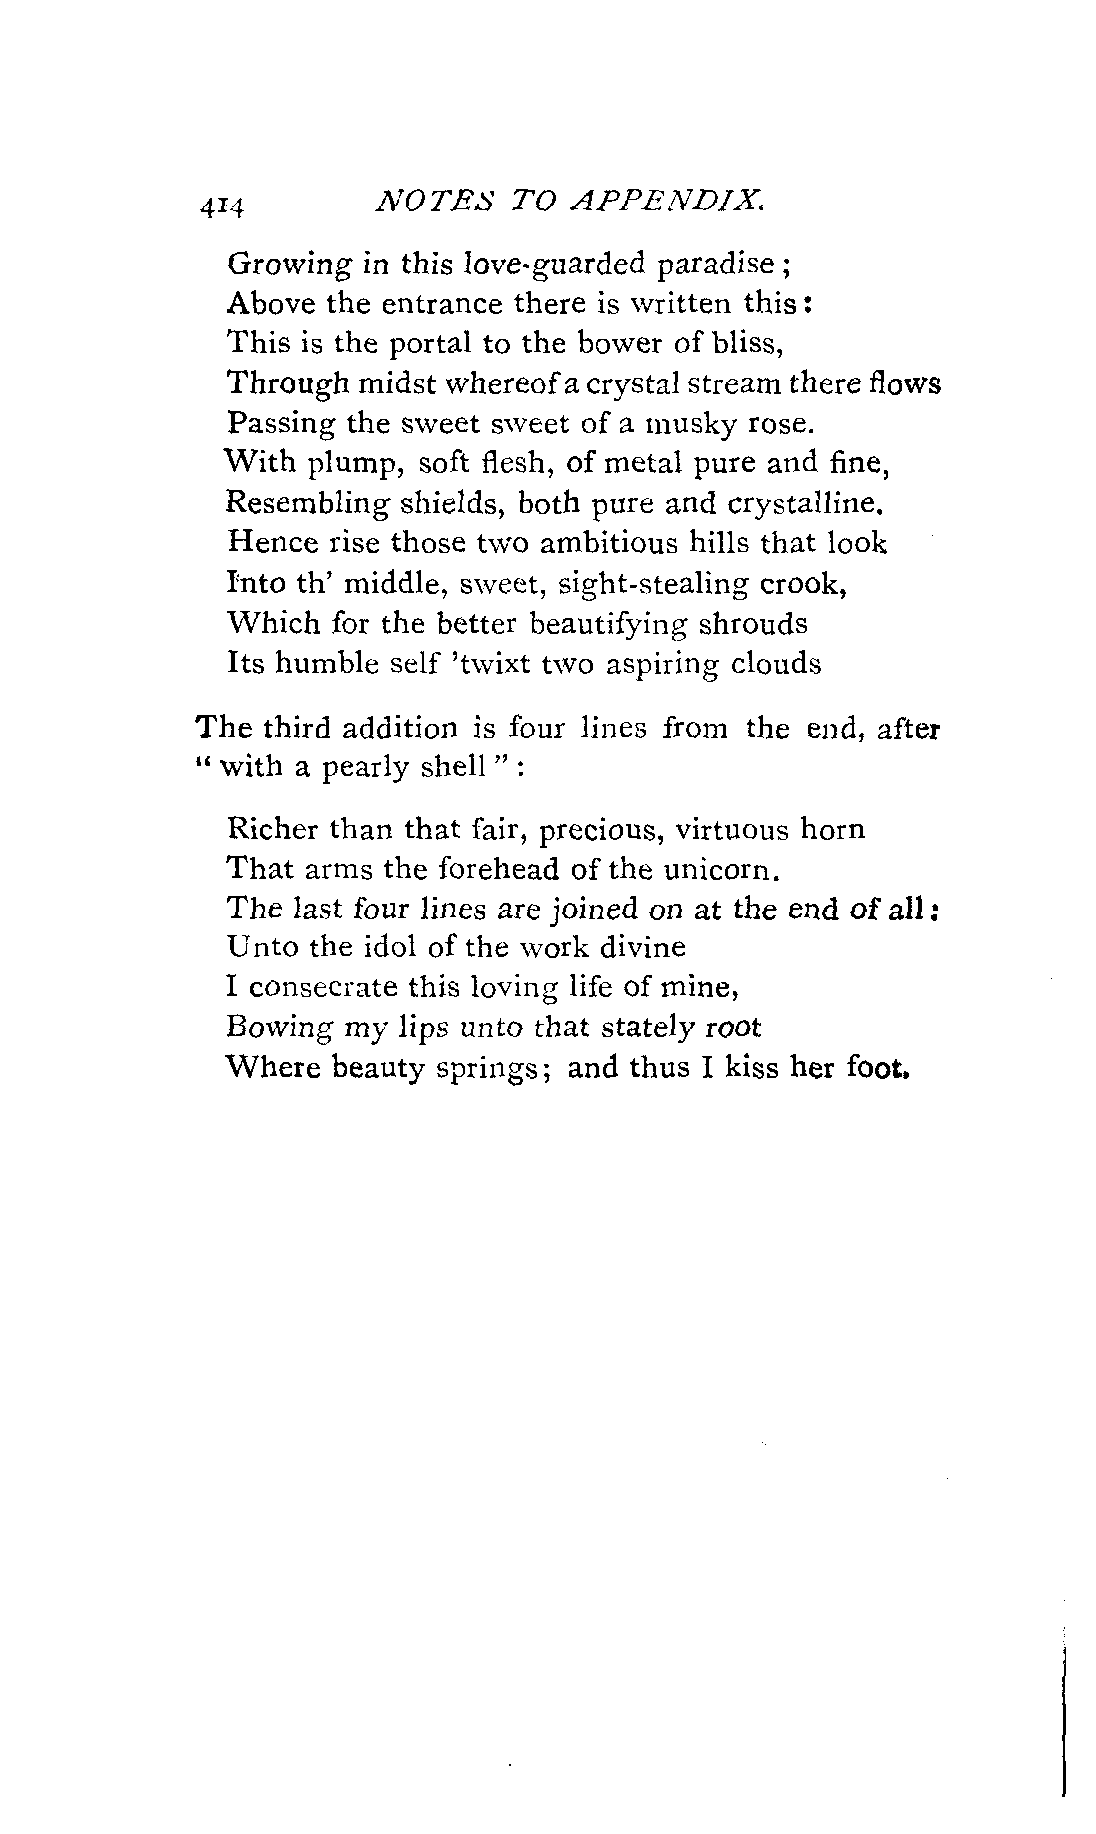 414 NOTES TO APPENDIX.
Growing in this love-guarded paradise ;
Above the entrance there is written this :
This is the portal to the bower of bliss,
Through midst whereof a crystal stream there flows
Passing the sweet sweet of a musky rose.
With plump, soft flesh, of metal pure and fine,
Resembling shields, both pure and crystalline.
Hence rise those two ambitious hills that look
Into th' middle, sweet, sight-stealing crook,
Which for the better beautifying shrouds
Its humble self 'twixt two aspiring clouds
The third addition is four lines from the end, after
" with a pearly shell " :
Richer than that fair, precious, virtuous horn
That arms the forehead of the unicorn.
The last four lines are joined on at the end of all :
Unto the idol of the work divine
I consecrate this loving life of mine,
Bowing my lips unto that stately root
Where beauty springs ; and thus I kiss her foot.